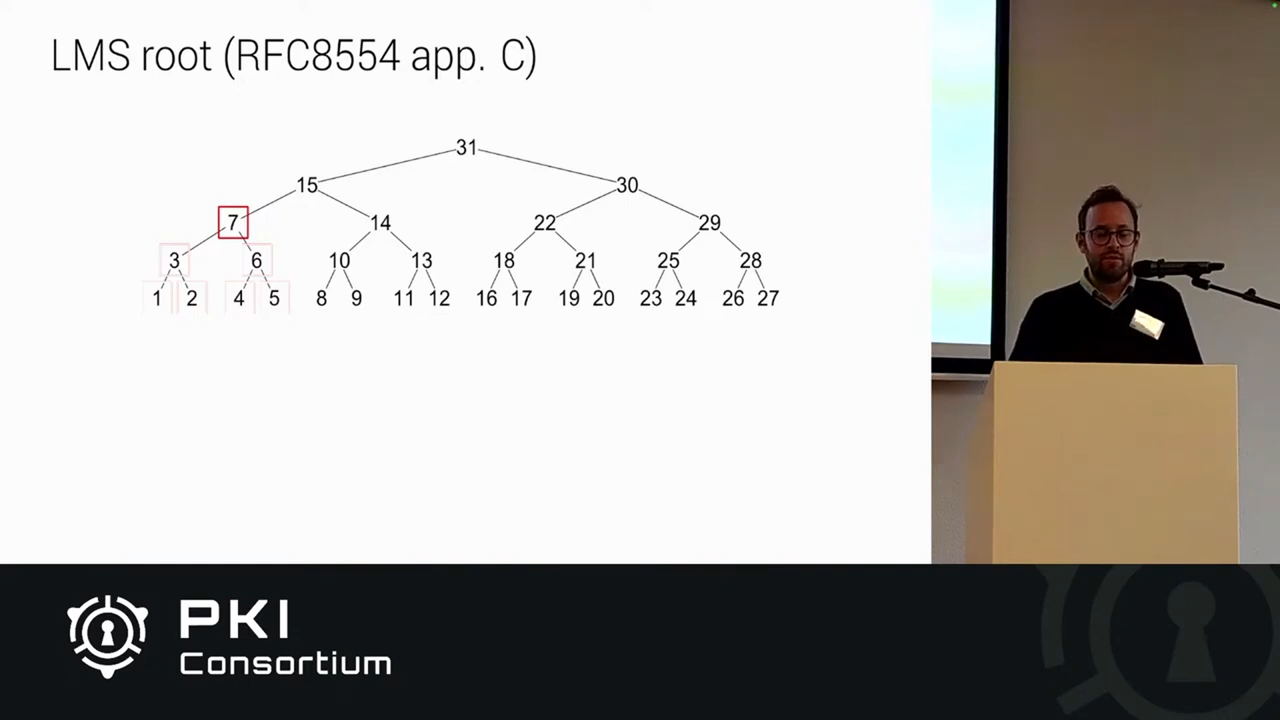 LMS root (RFC8554 app. C)
31
15 30
7 14 22 29
3 6 10 13 18 21 25 28
1 2 4 5 8 9 11 12 16 17 19 20 23 24 26 27
PKI
Consortium